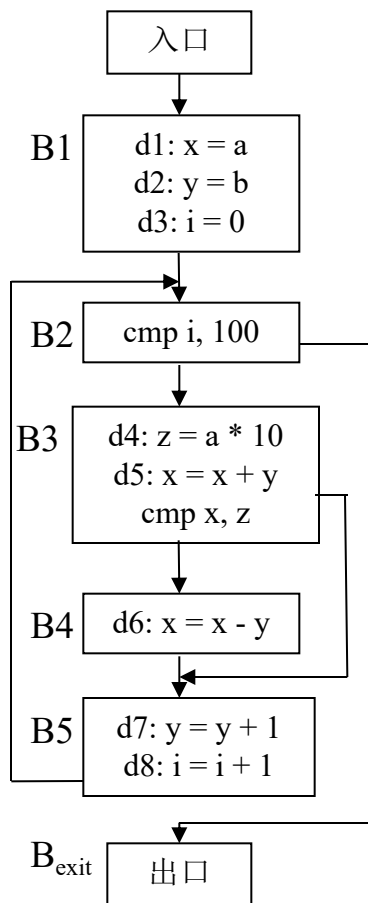 入口
B1
d1: x = a
d2: y = b
d3: i = 0
B2
cmp i, 100
B3
d4: z = a * 10
d5: x = x + y
cmp x, z
B4
d6: x = x - y
B5
d7: y = y + 1
d8: i = i + 1
Bexit
出口